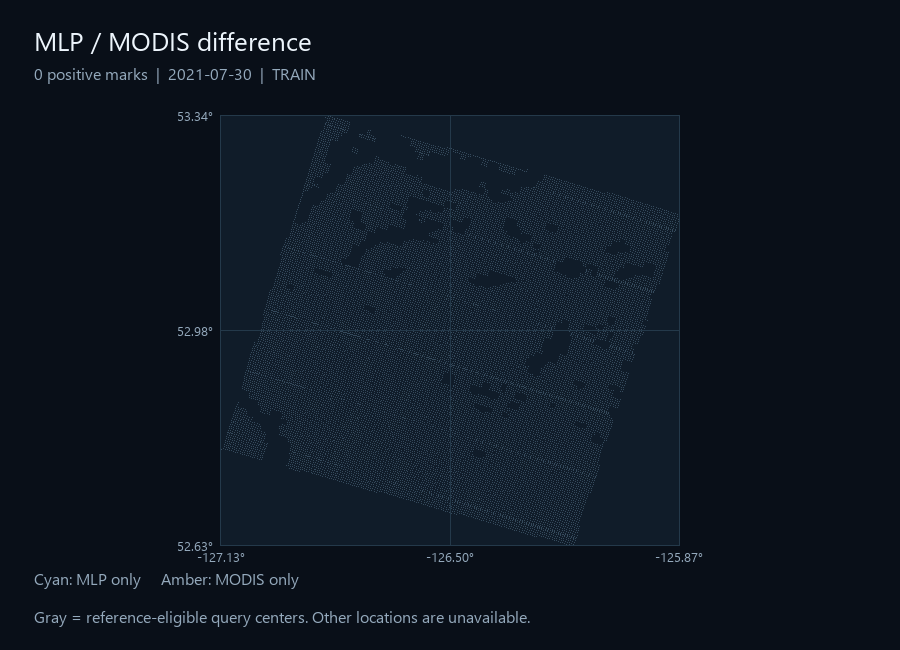 MLP / MODIS difference
0 positive marks | 2021-07-30 | TRAIN
53.34°
52.98°
52.63°
-127.13° -126.50° -125.87°
Cyan: MLP only Amber: MODIS only
Gray = reference-eligible query centers. Other locations are unavailable.